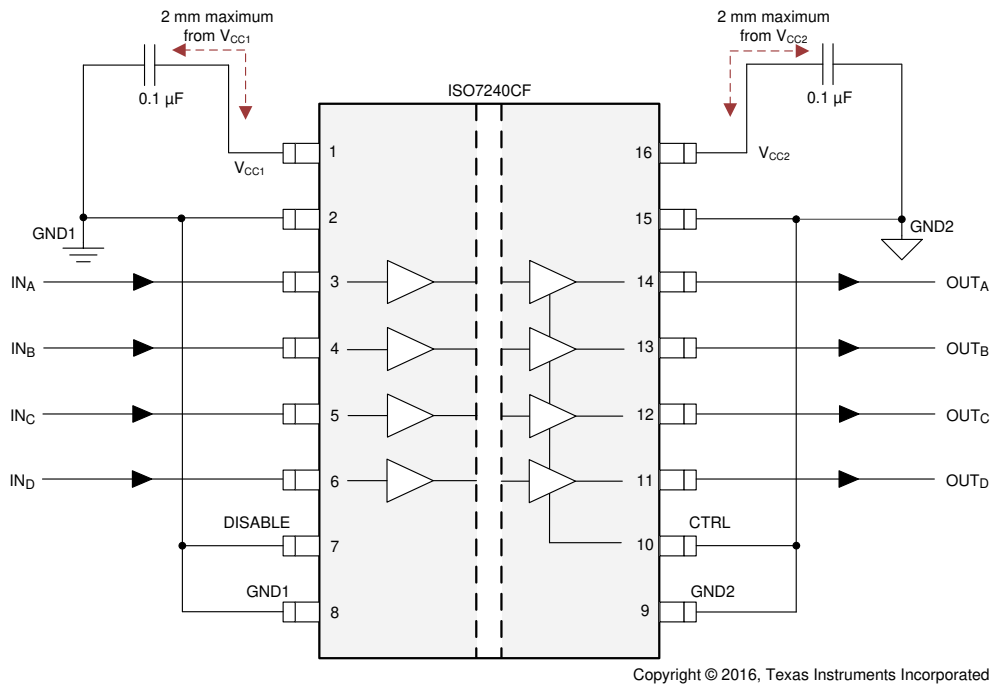 2 mm maximum
from VCC1
2 mm maximum
from VCC2
0.1 µF
0.1 µF
ISO7240CF
1
16
VCC1
VCC2
2
15
GND1
GND2
INA
3
14
OUTA
INB
4
13
OUTB
INC
5
12
OUTC
IND
6
11
OUTD
DISABLE
7
CTRL
10
GND1
8
GND2
9
Copyright © 2016, Texas Instruments Incorporated